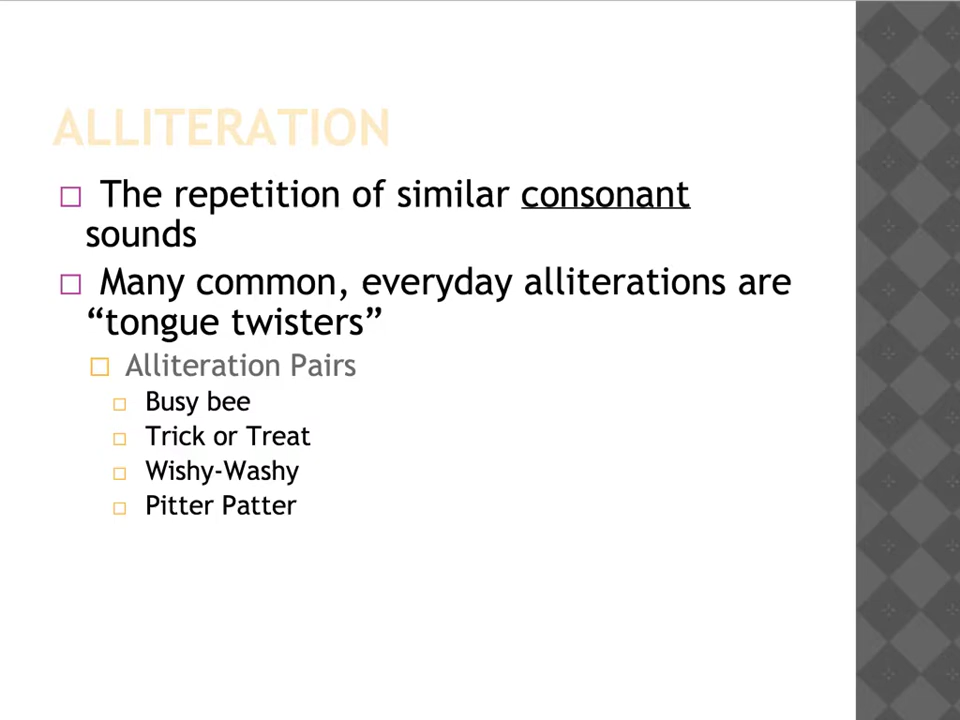 ALLITERATION
The repetition of similar consonant
sounds
Many common, everyday alliterations are
“tongue twisters”
Alliteration Pairs
Busy bee
Trick or Treat
Wishy-Washy
Pitter Patter